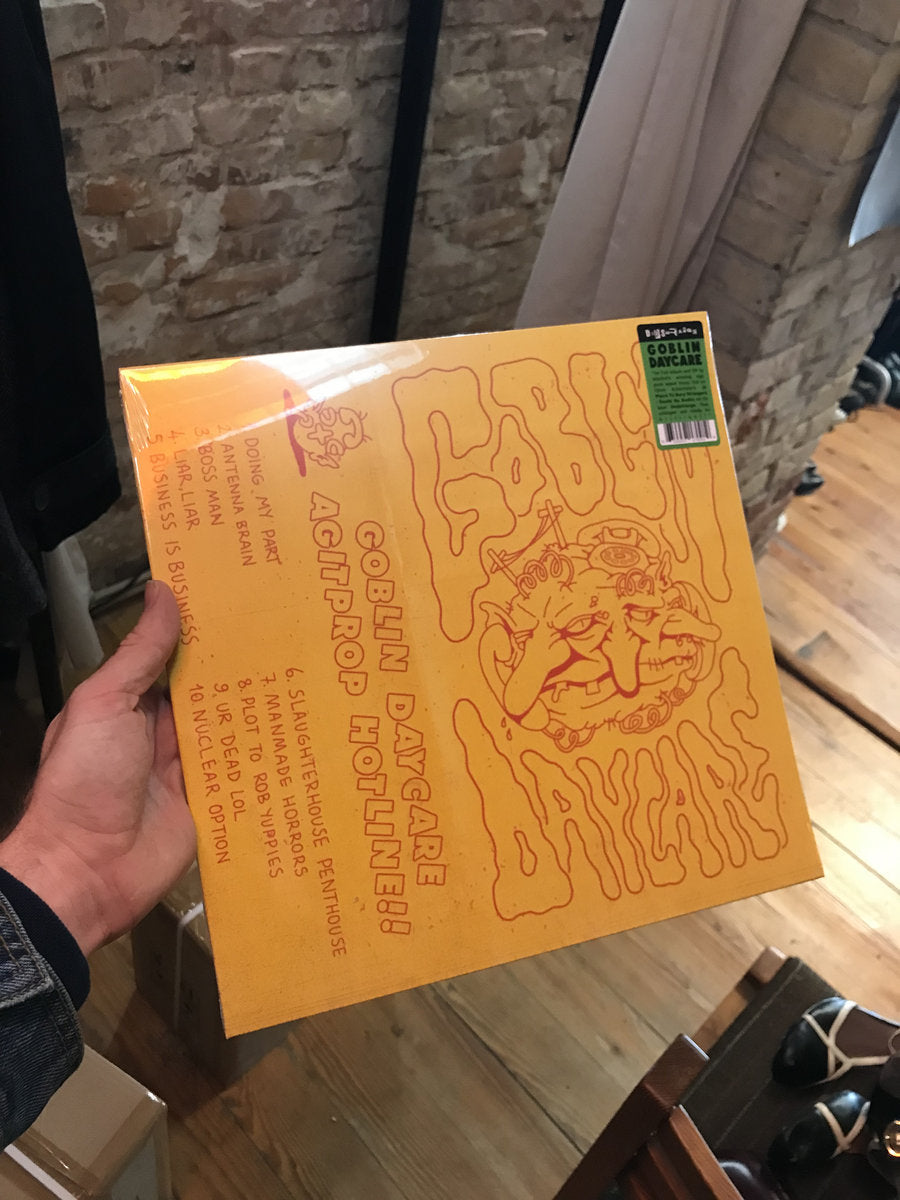 GOBLIN
DAYCARE
GOBLIN
DAYCARE
GOBLIN DAYCARE
AGITPROP HOTLINE!!
DOING MY PART
2. ANTENNA BRAIN
3. BOSS MAN
4. LIAR, LIAR
5. BUSINESS IS BUSINESS
6. SLAUGHTERHOUSE PENTHOUSE
7. MANMADE HORRORS
8. PLOT TO ROB YUPPIES
9. UR DEAD LOL
10. NUCLEAR OPTION